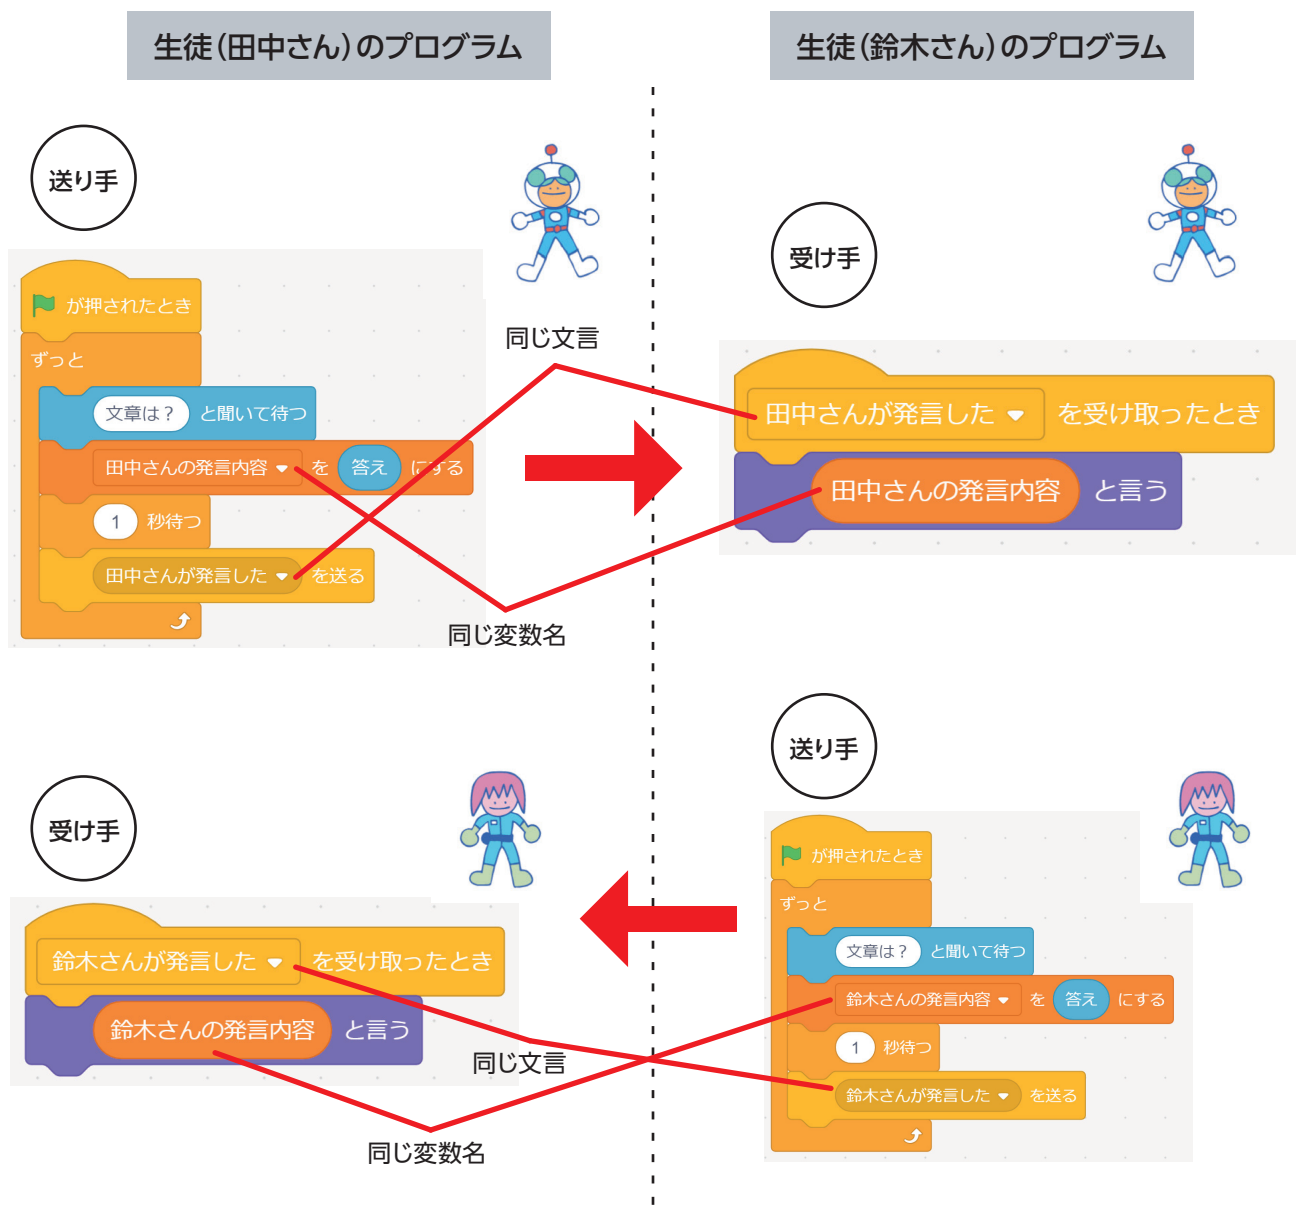 生徒(田中さん)のプログラム
生徒(鈴木さん)のプログラム
送り手
が押されたとき
ずっと
文章は？ と聞いて待つ
田中さんの発言内容 を 答え にする
1 秒待つ
田中さんが発言した を送る
同じ文言
同じ変数名
受け手
田中さんが発言した を受け取ったとき
田中さんの発言内容 と言う
受け手
鈴木さんが発言した を受け取ったとき
鈴木さんの発言内容 と言う
同じ文言
同じ変数名
送り手
が押されたとき
ずっと
文章は？ と聞いて待つ
鈴木さんの発言内容 を 答え にする
1 秒待つ
鈴木さんが発言した を送る